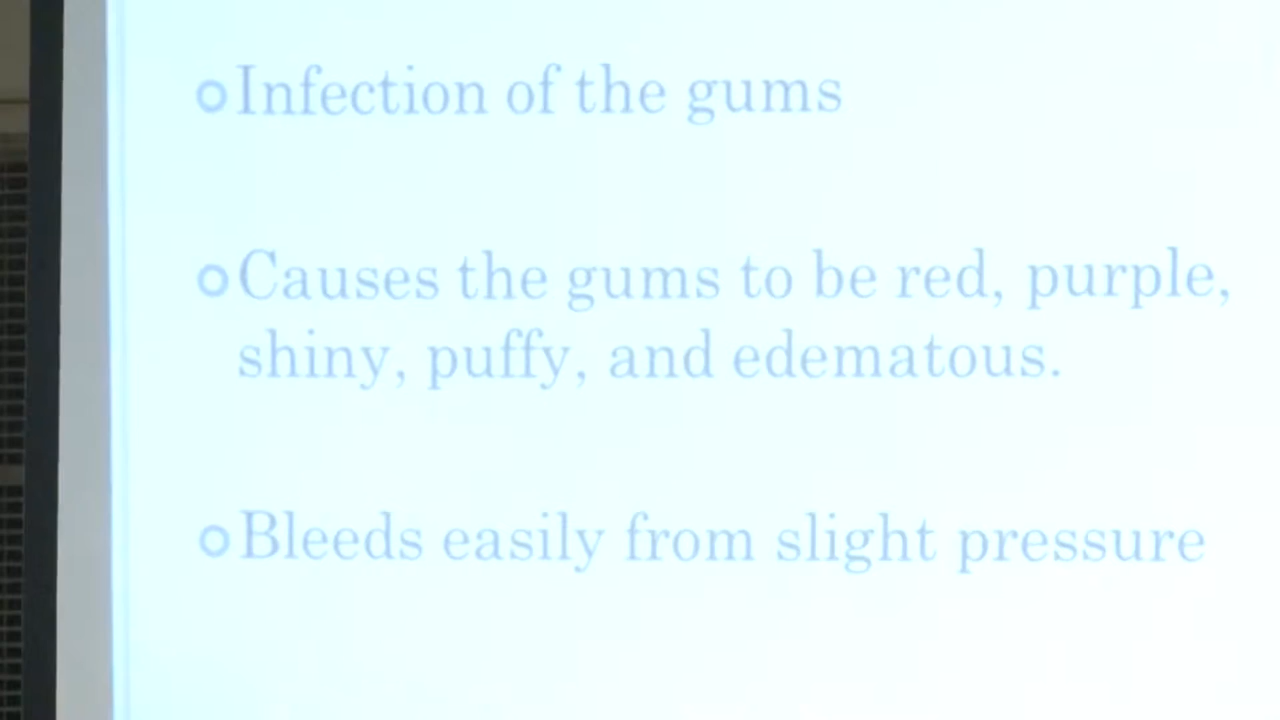 Infection of the gums
Causes the gums to be red, purple,
shiny, puffy, and edematous.
Bleeds easily from slight pressure